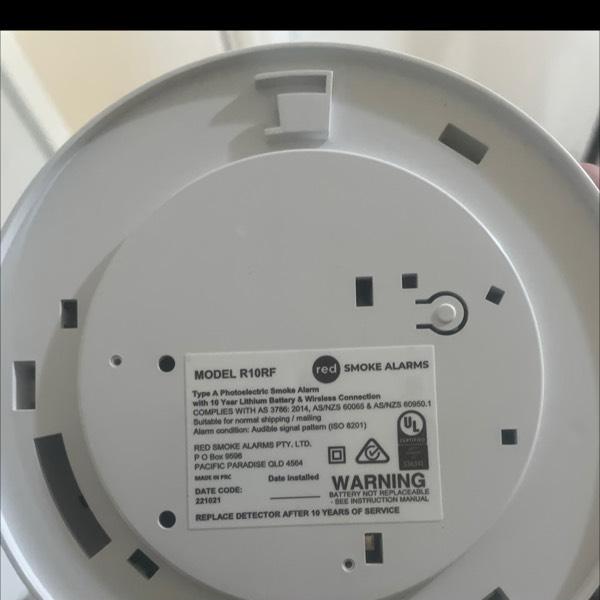 MODEL R10RF
red SMOKE ALARMS
Type A Photoelectric Smoke Alarm
with 10 Year Lithium Battery & Wireless Connection
COMPLIES WITH AS 3786: 2014, AS/NZS 60065 & AS/NZS 60950.1
Suitable for normal shipping / mailing
Alarm condition: Audible signal pattern (ISO 8201)
RED SMOKE ALARMS PTY. LTD.
P O Box 9596
PACIFIC PARADISE QLD 4564
MADE IN PRC
Date installed
DATE CODE:
221021
UL
CERTIFIED
WARNING
BATTERY NOT REPLACEABLE
- SEE INSTRUCTION MANUAL
REPLACE DETECTOR AFTER 10 YEARS OF SERVICE